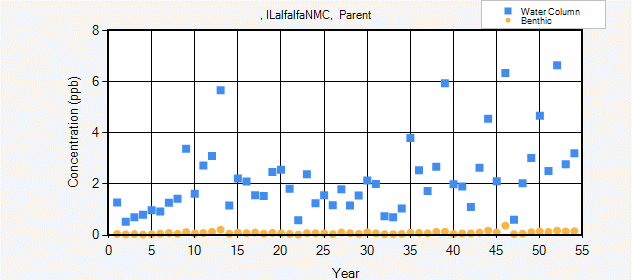 , ILalfalfaNMC, Parent
Water Column
Benthic
Concentration (ppb)
8
6
4
2
0
0 5 10 15 20 25 30 35 40 45 50 55
Year